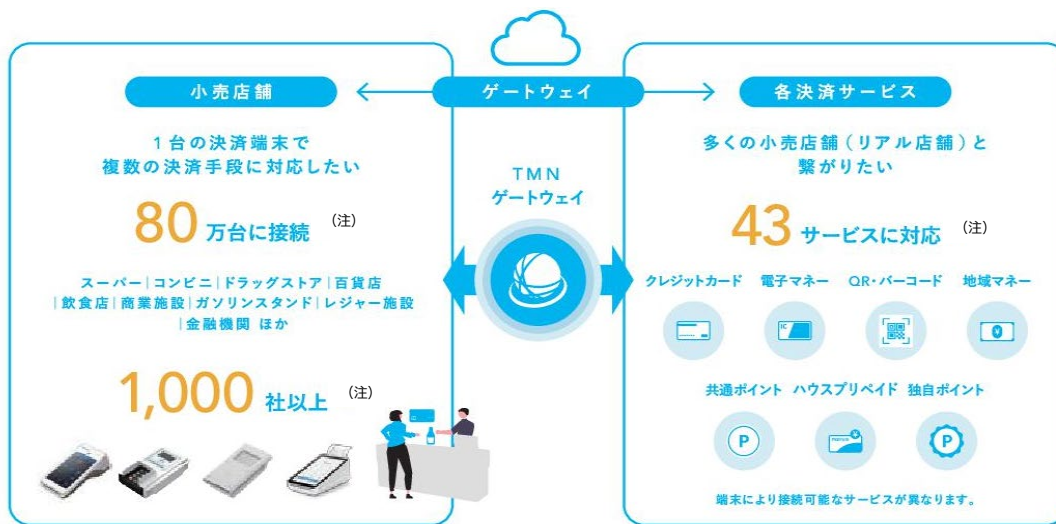 小売店舗
1台の決済端末で
複数の決済手段に対応したい
80万台に接続（注）
スーパー|コンビニ|ドラッグストア|百貨店
|飲食店|商業施設|ガソリンスタンド|レジャー施設
|金融機関 ほか
1,000社以上（注）
ゲートウェイ
TMN
ゲートウェイ
各決済サービス
多くの小売店舗（リアル店舗）と
繋がりたい
43サービスに対応（注）
クレジットカード 電子マネー QR・バーコード 地域マネー
IC
共通ポイント ハウスプリペイド 独自ポイント
P
P
端末により接続可能なサービスが異なります。